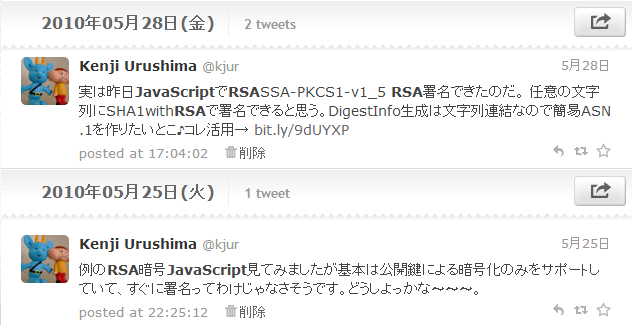 2010年05月28日(金) 2 tweets
Kenji Urushima @kjur 5月28日
実は昨日JavaScriptでRSASSA-PKCS1-v1_5 RSA署名できたのだ。任意の文字
列にSHA1withRSAで署名できると思う。DigestInfo生成は文字列連結なので簡易ASN
.1を作りたいとこ♪コレ活用→ bit.ly/9dUYXP
posted at 17:04:02 削除
2010年05月25日(火) 1 tweet
Kenji Urushima @kjur 5月25日
例のRSA暗号JavaScript見てみましたが基本は公開鍵による暗号化のみをサポートし
ていて、すぐに署名ってわけじゃなさそうです。どうしよっかな〜〜〜。
posted at 22:25:12 削除